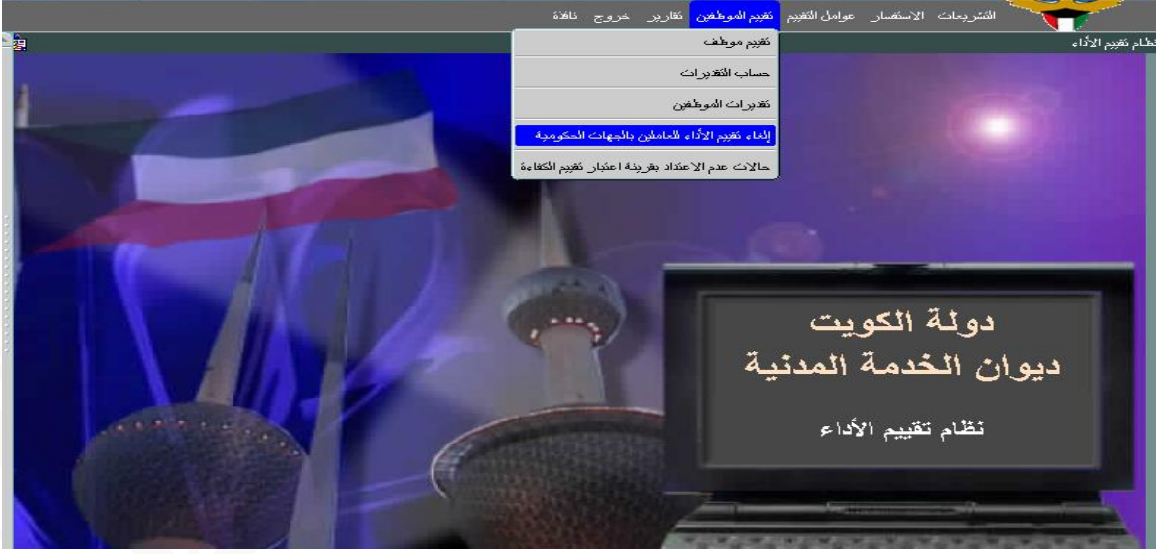 التشريعات الاستفسار عوامل التقييم تقييم الموظفين تقارير خروج نافذة
نظام تقييم الأداء
تقييم موظف
حساب التقديرات
تقديرات الموظفين
إلغاء تقييم الأداء للعاملين بالجهات الحكومية
حالات عدم الاعتداد بقرينة اعتبار تقييم الكفاءة
دولة الكويت
ديوان الخدمة المدنية
نظام تقييم الأداء